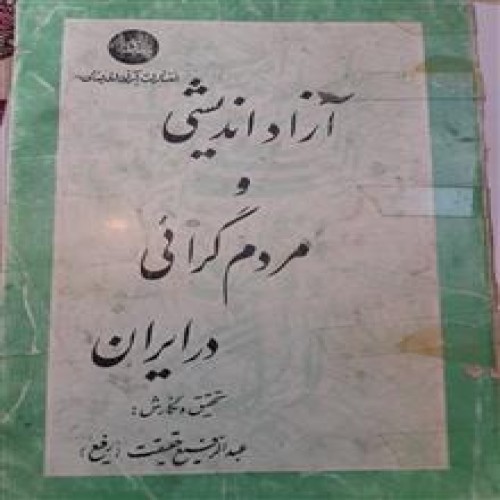 آزاد اندیشی
و
مردم گرائی
در ایران
تحقیق و نگارش :
عبدالرفیع حقیقت (رفیع)